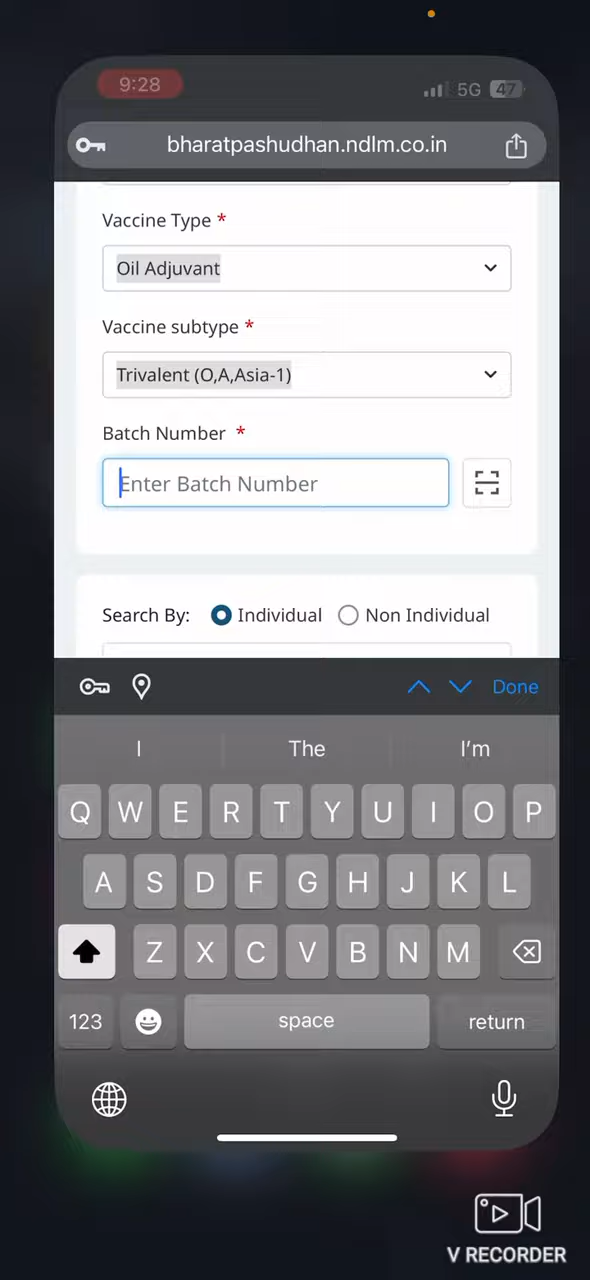 9:28
5G 47
bharatpashudhan.ndlm.co.in
Vaccine Type *
Oil Adjuvant
Vaccine subtype *
Trivalent (O,A,Asia-1)
Batch Number *
Enter Batch Number
Search By: Individual Non Individual
Done
I The I'm
Q W E R T Y U I O P
A S D F G H J K L
Z X C V B N M
123 space return
V RECORDER